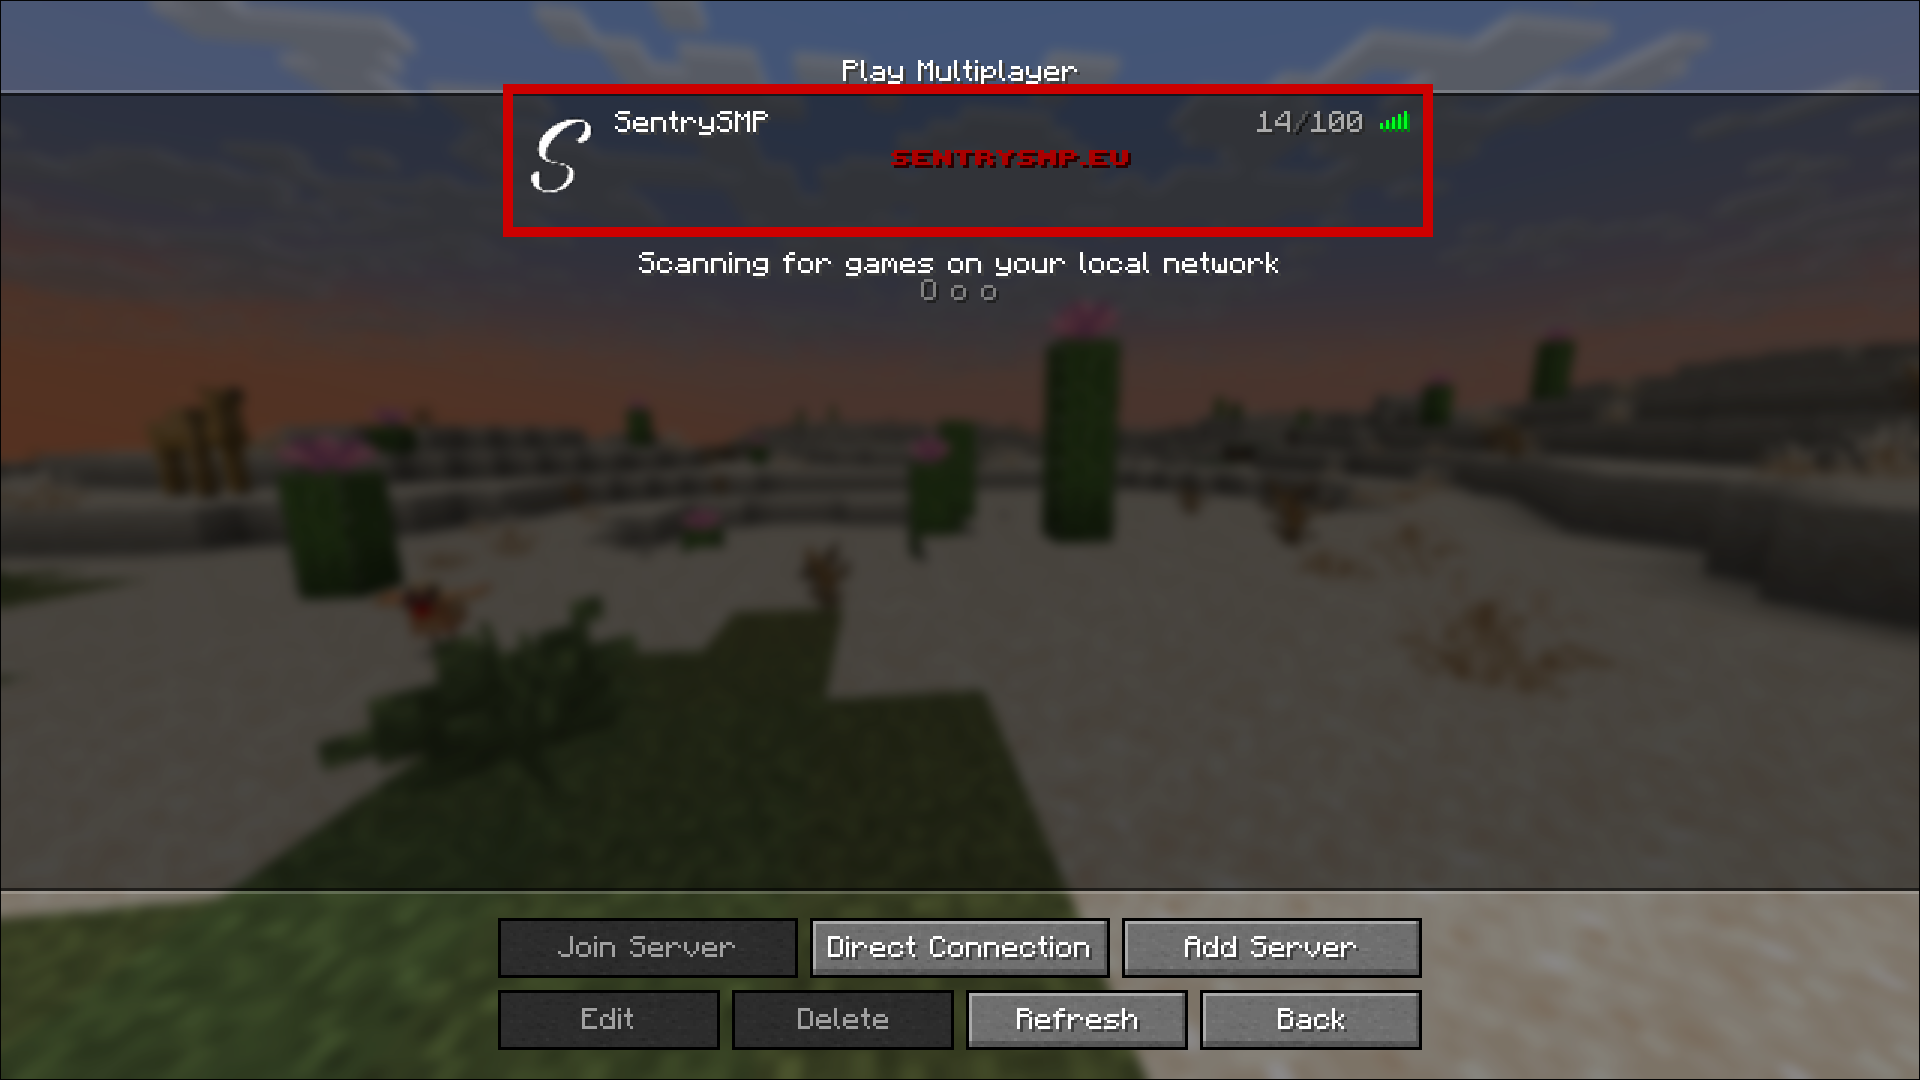 Play Multiplayer
S
SentrySMP
14/100
SENTRYSMP.EU
Scanning for games on your local network
O o o
Join Server
Direct Connection
Add Server
Edit
Delete
Refresh
Back